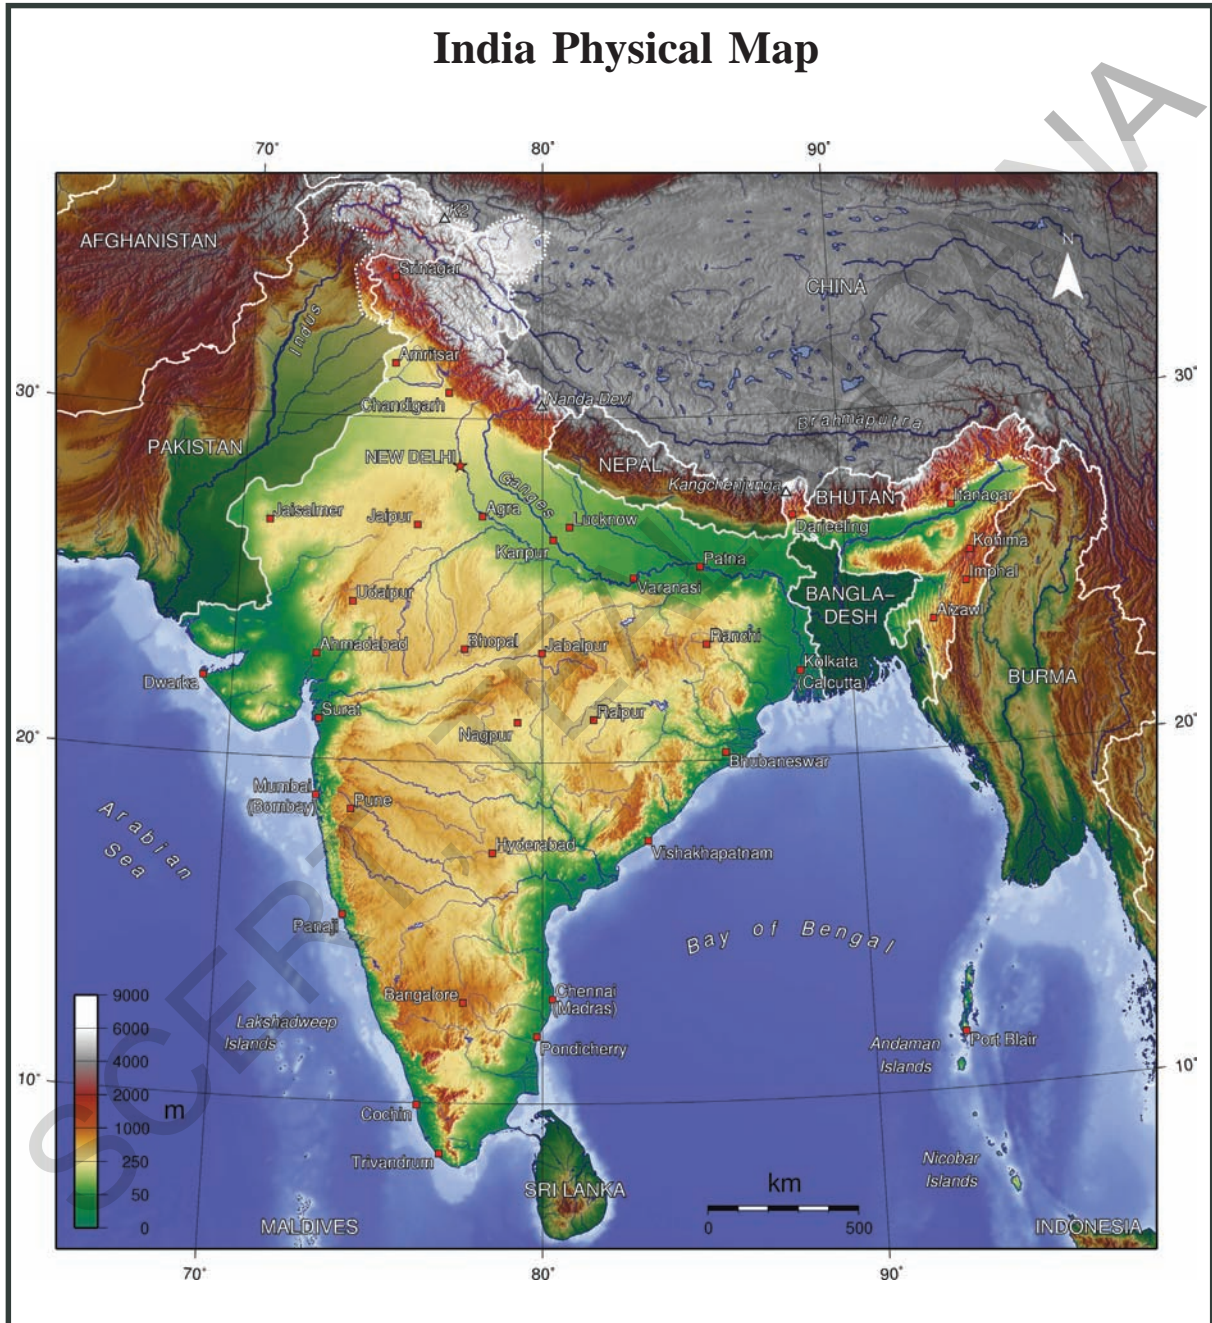 India Physical Map
70°
80°
90°
K2
AFGHANISTAN
N
Srinagar
CHINA
Indus
Amritsar
30°
30°
Chandigarh
Nanda Devi
Brahmaputra
PAKISTAN
NEW DELHI
NEPAL
Ganges
Kangchenjunga
BHUTAN
Itanagar
Jaisalmer
Jaipur
Agra
Lucknow
Darjeeling
Kanpur
Kohima
Patna
Imphal
Varanasi
Udaipur
BANGLA–
DESH
Aizawl
Ahmadabad
Bhopal
Jabalpur
Ranchi
Kolkata
(Calcutta)
Dwarka
BURMA
Surat
Raipur
Nagpur
20°
20°
Bhubaneswar
Mumbai
(Bombay)
Pune
Arabian
Sea
Hyderabad
Vishakhapatnam
Panaji
Bay of Bengal
Bangalore
Chennai
(Madras)
9000
6000
4000
2000
1000
250
50
0
m
Lakshadweep
Islands
Andaman
Islands
Port Blair
Pondicherry
10°
10°
Cochin
Trivandrum
Nicobar
Islands
SRI LANKA
km
0
500
MALDIVES
INDONESIA
70°
80°
90°